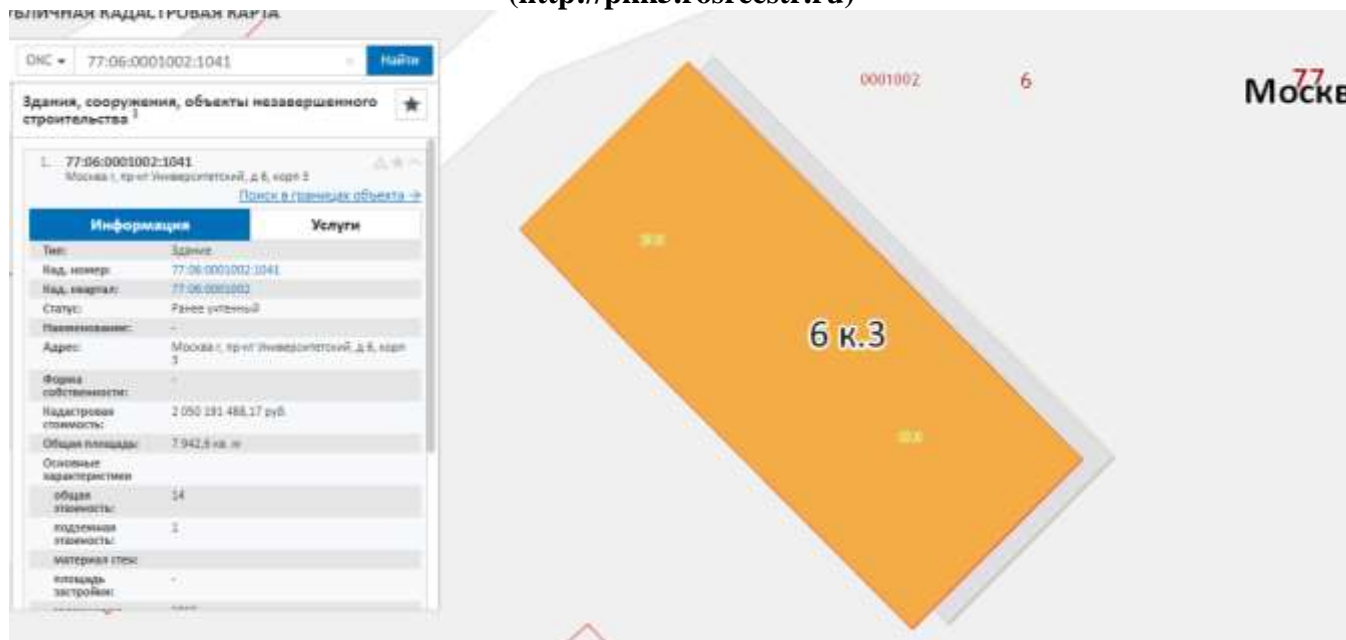 (http://pkk5.rosreestr.ru)
ПУБЛИЧНАЯ КАДАСТРОВАЯ КАРТА
ОКС 77:06:0001002:1041 Найти
Здания, сооружения, объекты незавершенного
строительства 1
1. 77:06:0001002:1041
Москва г, пр-кт Университетский, д 6, корп 3
Поиск в границах объекта →
Информация Услуги
Тип: Здание
Кад. номер: 77:06:0001002:1041
Кад. квартал: 77:06:0001002
Статус: Ранее учтенный
Наименование: -
Адрес: Москва г, пр-кт Университетский, д 6, корп
3
Форма
собственности: -
Кадастровая
стоимость: 2 050 191 488,17 руб.
Общая площадь: 7 942,6 кв. м
Основные
характеристики
общая
этажность: 14
подземная
этажность: 1
материал стен:
площадь
застройки: -
0001002
6
77
Москв
6 к.3